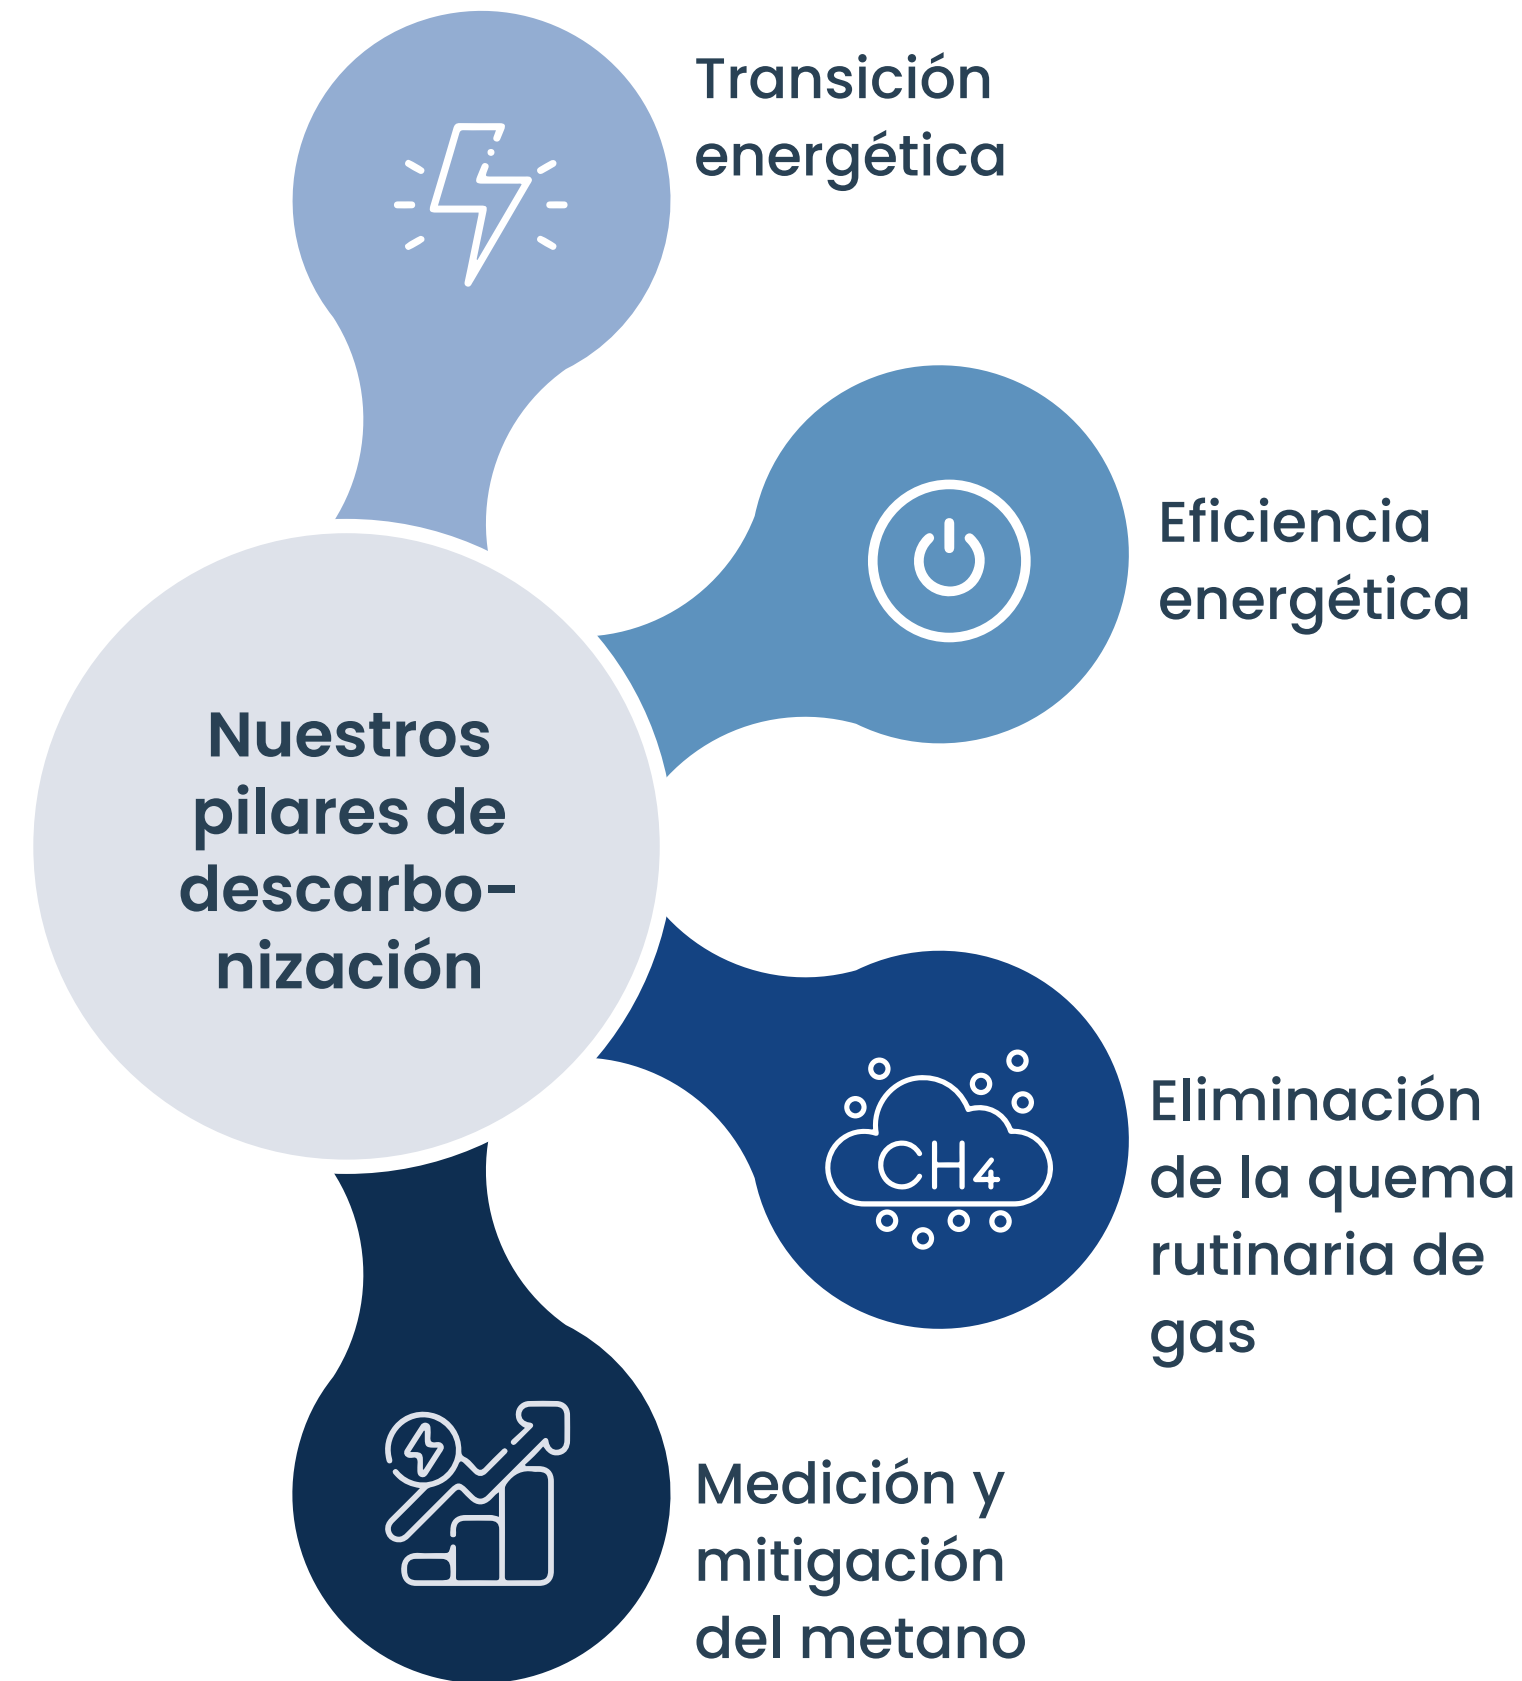 Transición
energética
Eficiencia
energética
Nuestros
pilares de
descarbo-
nización
CH4
Eliminación
de la quema
rutinaria de
gas
Medición y
mitigación
del metano